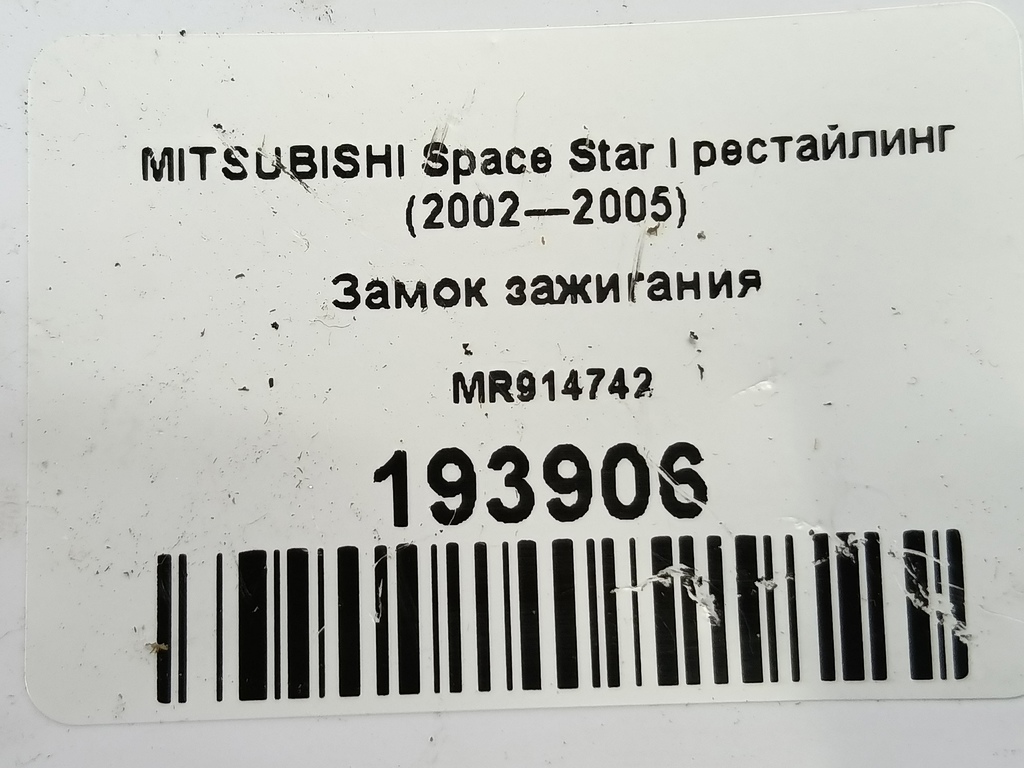 MITSUBISHI Space Star I рестайлинг
(2002—2005)
Замок зажигания
MR914742
193906